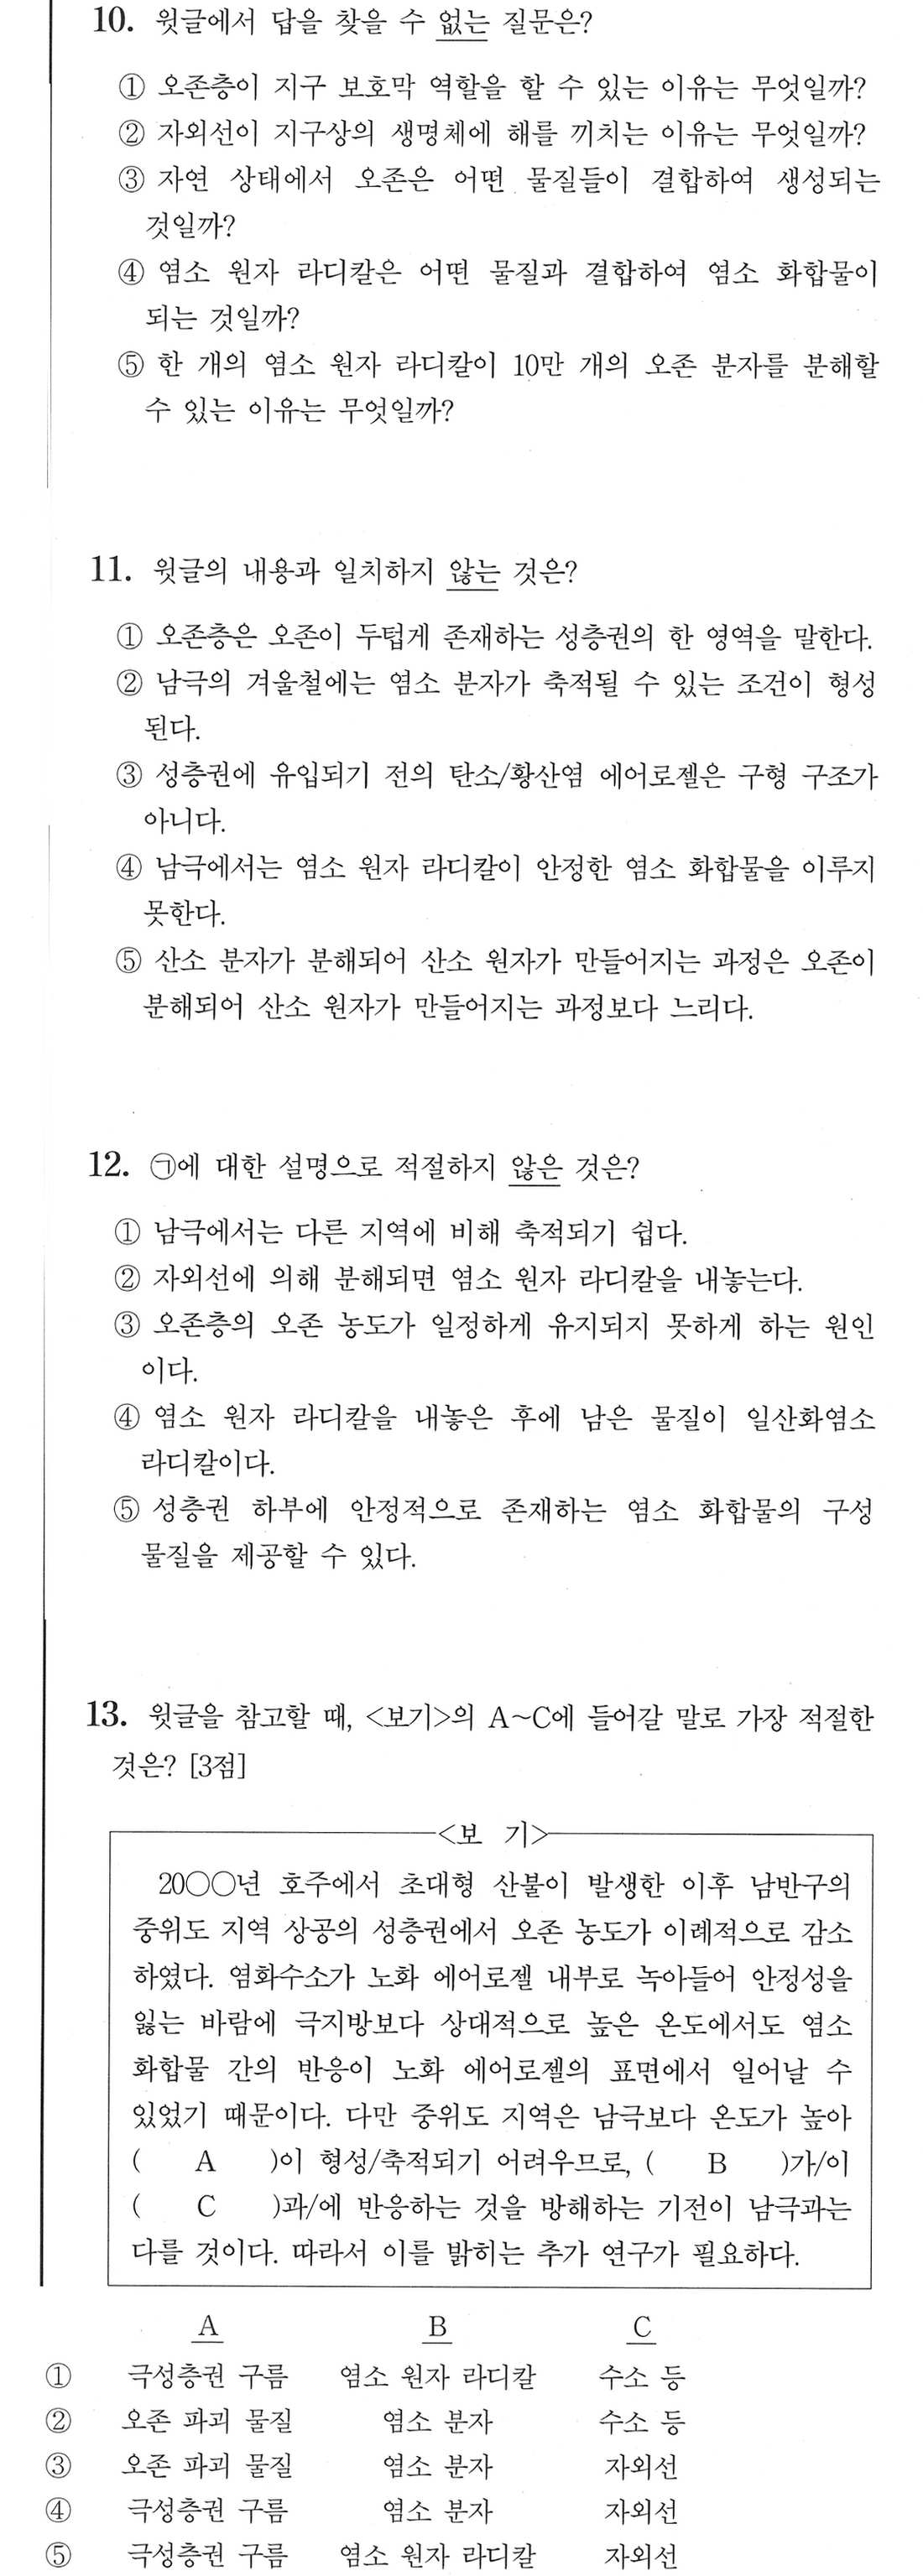 10. 윗글에서 답을 찾을 수 없는 질문은?
① 오존층이 지구 보호막 역할을 할 수 있는 이유는 무엇일까?
② 자외선이 지구상의 생명체에 해를 끼치는 이유는 무엇일까?
③ 자연 상태에서 오존은 어떤 물질들이 결합하여 생성되는
것일까?
④ 염소 원자 라디칼은 어떤 물질과 결합하여 염소 화합물이
되는 것일까?
⑤ 한 개의 염소 원자 라디칼이 10만 개의 오존 분자를 분해할
수 있는 이유는 무엇일까?
11. 윗글의 내용과 일치하지 않는 것은?
① 오존층은 오존이 두텁게 존재하는 성층권의 한 영역을 말한다.
② 남극의 겨울철에는 염소 분자가 축적될 수 있는 조건이 형성
된다.
③ 성층권에 유입되기 전의 탄소/황산염 에어로젤은 구형 구조가
아니다.
④ 남극에서는 염소 원자 라디칼이 안정한 염소 화합물을 이루지
못한다.
⑤ 산소 분자가 분해되어 산소 원자가 만들어지는 과정은 오존이
분해되어 산소 원자가 만들어지는 과정보다 느리다.
12. ㉠에 대한 설명으로 적절하지 않은 것은?
① 남극에서는 다른 지역에 비해 축적되기 쉽다.
② 자외선에 의해 분해되면 염소 원자 라디칼을 내놓는다.
③ 오존층의 오존 농도가 일정하게 유지되지 못하게 하는 원인
이다.
④ 염소 원자 라디칼을 내놓은 후에 남은 물질이 일산화염소
라디칼이다.
⑤ 성층권 하부에 안정적으로 존재하는 염소 화합물의 구성
물질을 제공할 수 있다.
13. 윗글을 참고할 때, <보기>의 A~C에 들어갈 말로 가장 적절한
것은? [3점]
<보 기>
20○○년 호주에서 초대형 산불이 발생한 이후 남반구의
중위도 지역 상공의 성층권에서 오존 농도가 이례적으로 감소
하였다. 염화수소가 노화 에어로젤 내부로 녹아들어 안정성을
잃는 바람에 극지방보다 상대적으로 높은 온도에서도 염소
화합물 간의 반응이 노화 에어로젤의 표면에서 일어날 수
있었기 때문이다. 다만 중위도 지역은 남극보다 온도가 높아
( A )이 형성/축적되기 어려우므로, ( B )가/이
( C )과/에 반응하는 것을 방해하는 기전이 남극과는
다를 것이다. 따라서 이를 밝히는 추가 연구가 필요하다.
A B C
① 극성층권 구름 염소 원자 라디칼 수소 등
② 오존 파괴 물질 염소 분자 수소 등
③ 오존 파괴 물질 염소 분자 자외선
④ 극성층권 구름 염소 분자 자외선
⑤ 극성층권 구름 염소 원자 라디칼 자외선